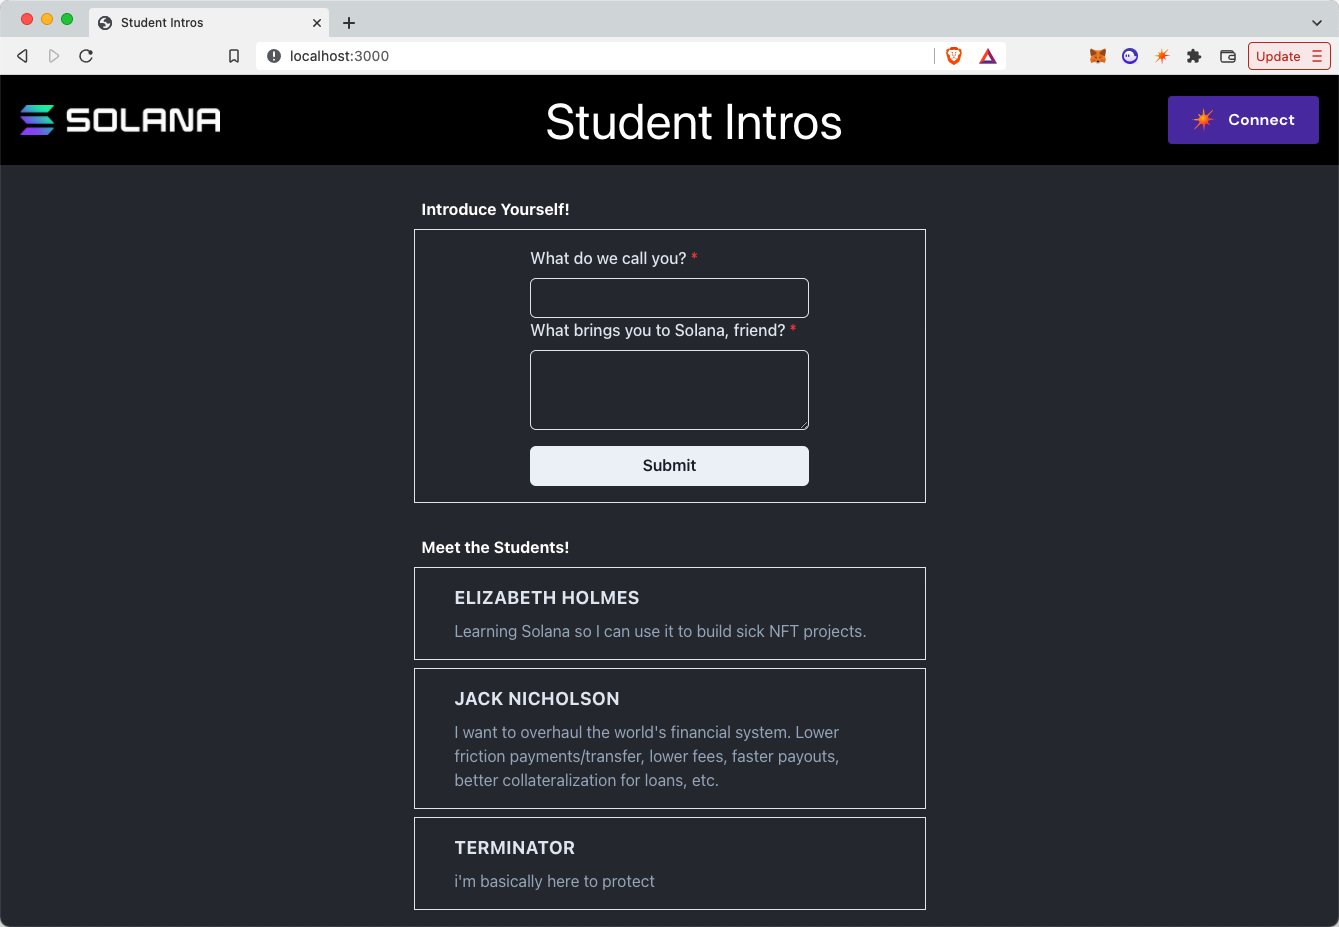 Student Intros
localhost:3000
Update
SOLANA
Student Intros
Connect
Introduce Yourself!
What do we call you? *
What brings you to Solana, friend? *
Submit
Meet the Students!
ELIZABETH HOLMES
Learning Solana so I can use it to build sick NFT projects.
JACK NICHOLSON
I want to overhaul the world's financial system. Lower
friction payments/transfer, lower fees, faster payouts,
better collateralization for loans, etc.
TERMINATOR
i'm basically here to protect